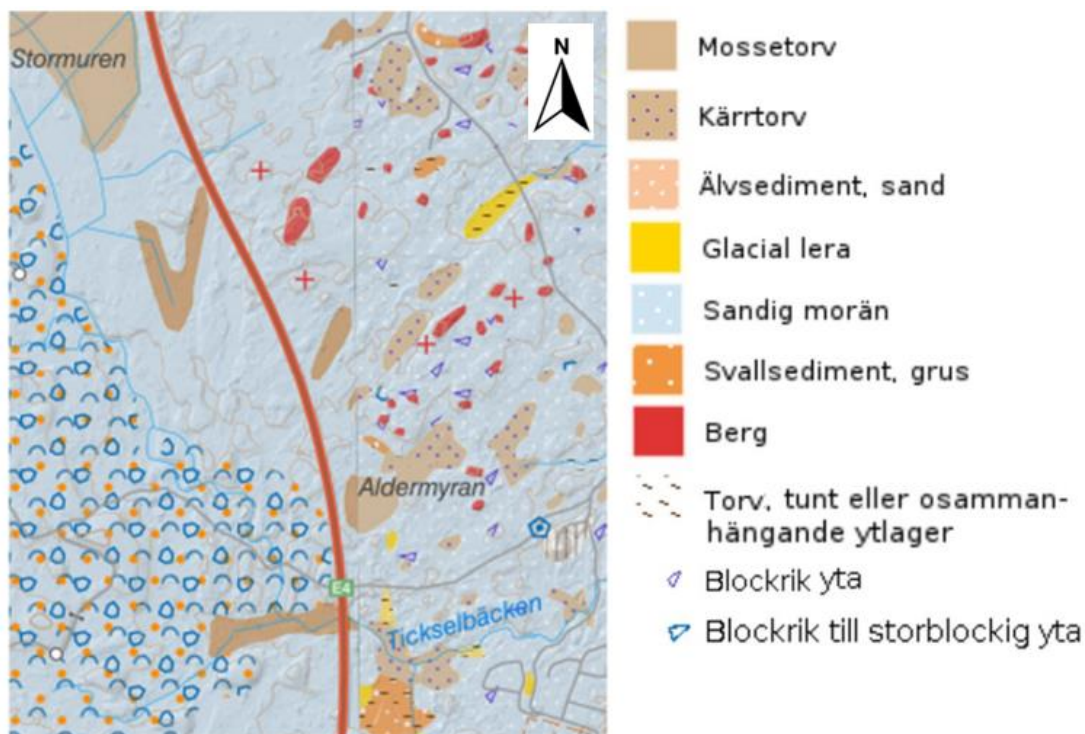 Stormuren
N
Aldermyran
E4
Tickselbäcken
Mossetorv
Kärrtorv
Älvsediment, sand
Glacial lera
Sandig morän
Svallsediment, grus
Berg
Torv, tunt eller osamman-
hängande ytlager
Blockrik yta
Blockrik till storblockig yta